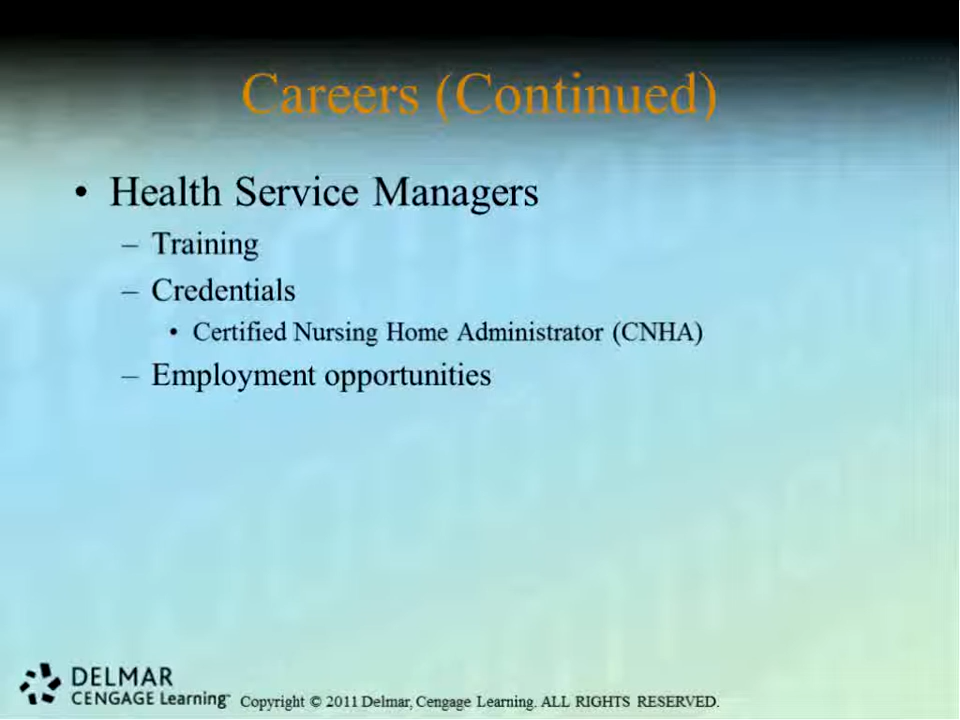 Careers (Continued)
• Health Service Managers
– Training
– Credentials
• Certified Nursing Home Administrator (CNHA)
– Employment opportunities
DELMAR
CENGAGE Learning™
Copyright © 2011 Delmar, Cengage Learning. ALL RIGHTS RESERVED.